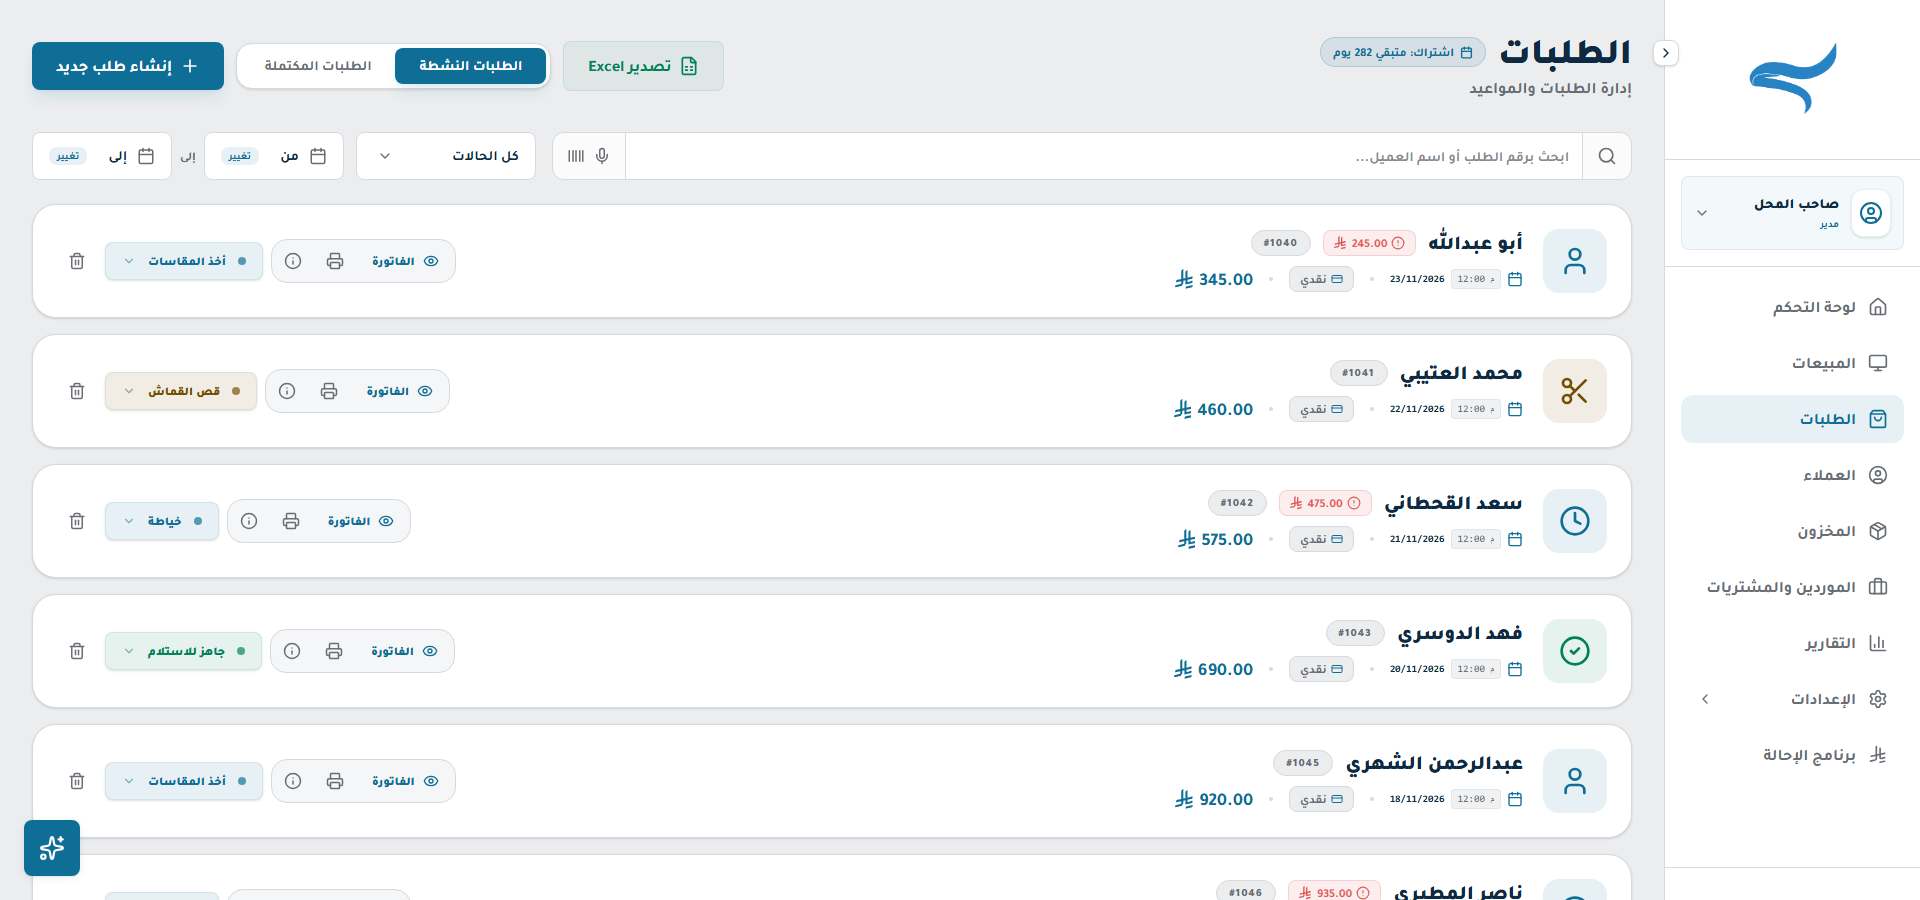 صاحب المحل
مدير
لوحة التحكم
المبيعات
الطلبات
العملاء
المخزون
الموردين والمشتريات
التقارير
الإعدادات
برنامج الإحالة
الطلبات
اشتراك: متبقي 282 يوم
إدارة الطلبات والمواعيد
تصدير Excel
الطلبات النشطة
الطلبات المكتملة
إنشاء طلب جديد
ابحث برقم الطلب أو اسم العميل...
كل الحالات
من تغيير
إلى
إلى تغيير
أبو عبدالله 245.00 #1040
12:00 م 23/11/2026 • نقدي • 345.00
الفاتورة
أخذ المقاسات
محمد العتيبي #1041
12:00 م 22/11/2026 • نقدي • 460.00
الفاتورة
قص القماش
سعد القحطاني 475.00 #1042
12:00 م 21/11/2026 • نقدي • 575.00
الفاتورة
خياطة
فهد الدوسري #1043
12:00 م 20/11/2026 • نقدي • 690.00
الفاتورة
جاهز للاستلام
عبدالرحمن الشهري #1045
12:00 م 18/11/2026 • نقدي • 920.00
الفاتورة
أخذ المقاسات
ناصر المطيري 935.00 #1046